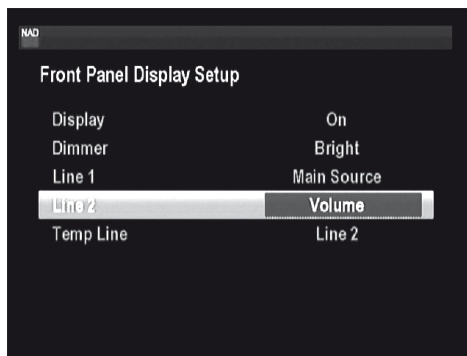 NAD
Front Panel Display Setup
Display On
Dimmer Bright
Line 1 Main Source
Line 2 Volume
Temp Line Line 2